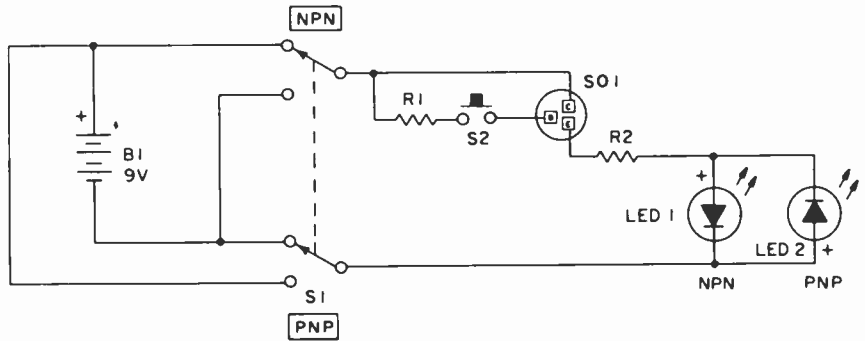 NPN
SO1
R1
C
B
E
S2
R2
+
B1
9V
+
LED 1
LED 2
+
S1
NPN
PNP
PNP